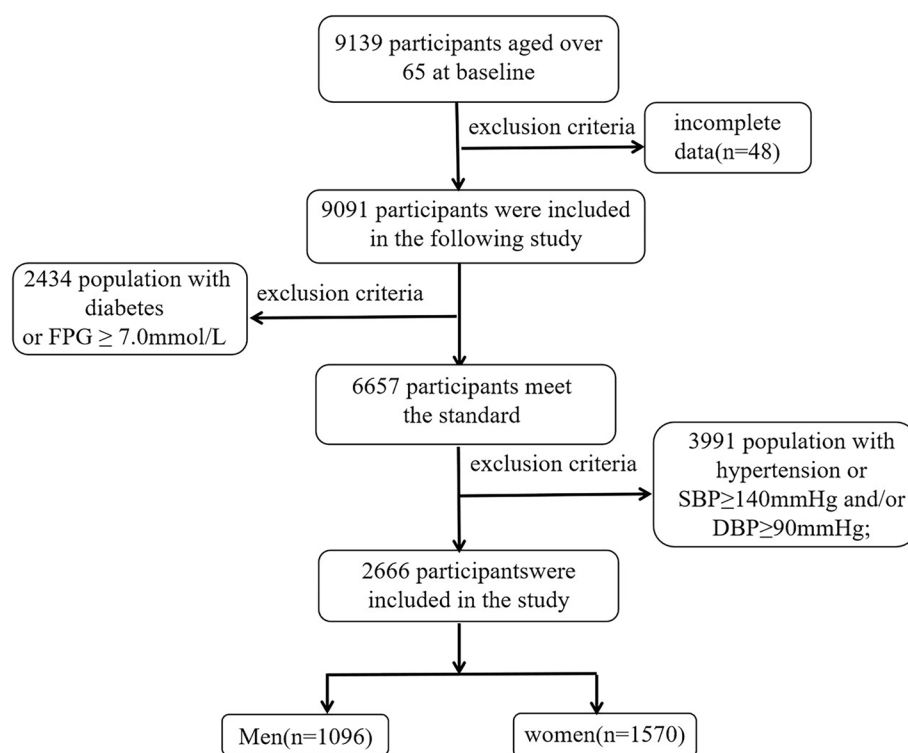 9139 participants aged over
65 at baseline
exclusion criteria
incomplete
data(n=48)
9091 participants were included
in the following study
2434 population with
diabetes
or FPG ≥ 7.0mmol/L
exclusion criteria
6657 participants meet
the standard
exclusion criteria
3991 population with
hypertension or
SBP≥140mmHg and/or
DBP≥90mmHg;
2666 participantswere
included in the study
Men(n=1096)
women(n=1570)